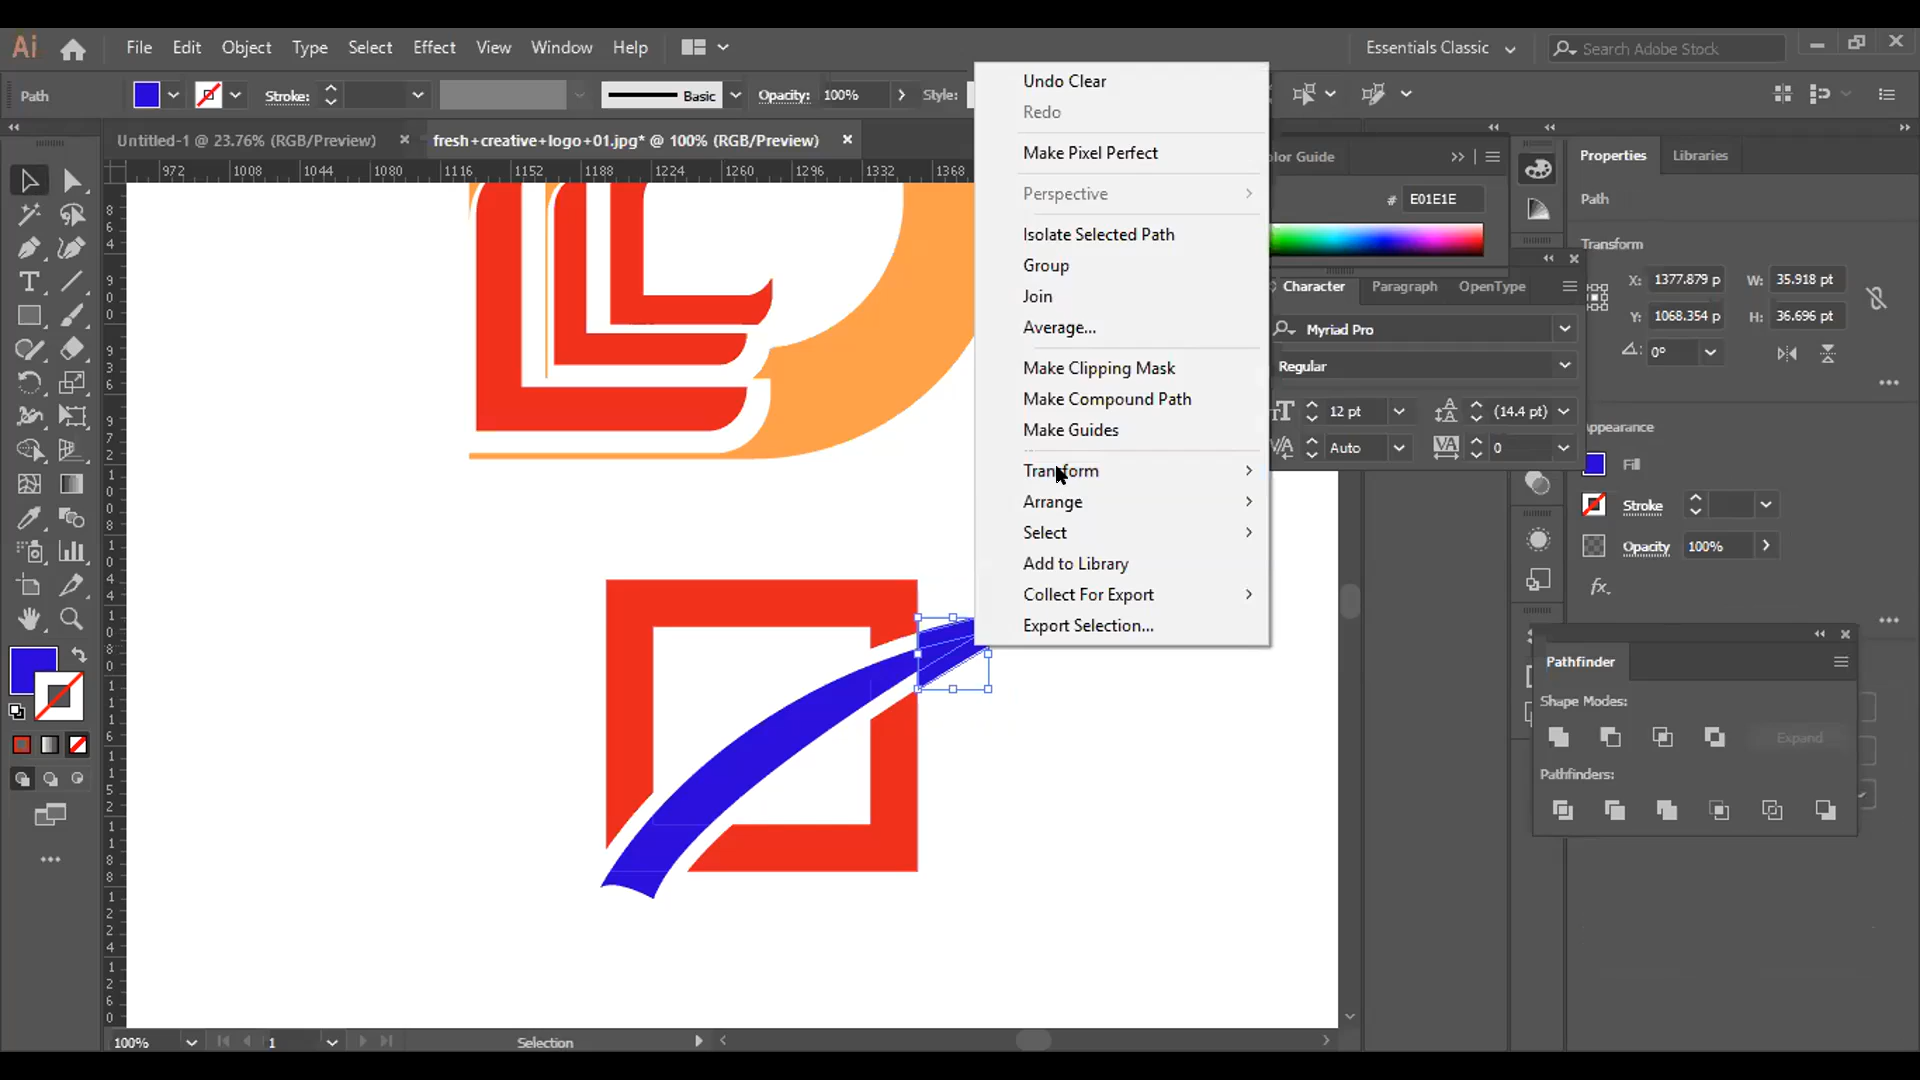 Ai File Edit Object Type Select Effect View Window Help Essentials Classic Search Adobe Stock
Path Stroke: Basic Opacity: 100% Style:
Untitled-1 @ 23.76% (RGB/Preview) fresh+creative+logo+01.jpg* @ 100% (RGB/Preview)
972 1008 1044 1080 1116 1152 1188 1224 1260 1296 1332 1368
Undo Clear
Redo
Make Pixel Perfect
Perspective
Isolate Selected Path
Group
Join
Average...
Make Clipping Mask
Make Compound Path
Make Guides
Transform
Arrange
Select
Add to Library
Collect For Export
Export Selection...
olor Guide
# E01E1E
Character Paragraph OpenType
Myriad Pro
Regular
12 pt (14.4 pt)
Auto 0
Properties Libraries
Path
Transform
X: 1377.879 p W: 35.918 pt
Y: 1068.354 p H: 36.696 pt
0°
Appearance
Fill
Stroke
Opacity 100%
fx
Pathfinder
Shape Modes:
Expand
Pathfinders:
100% 1 Selection